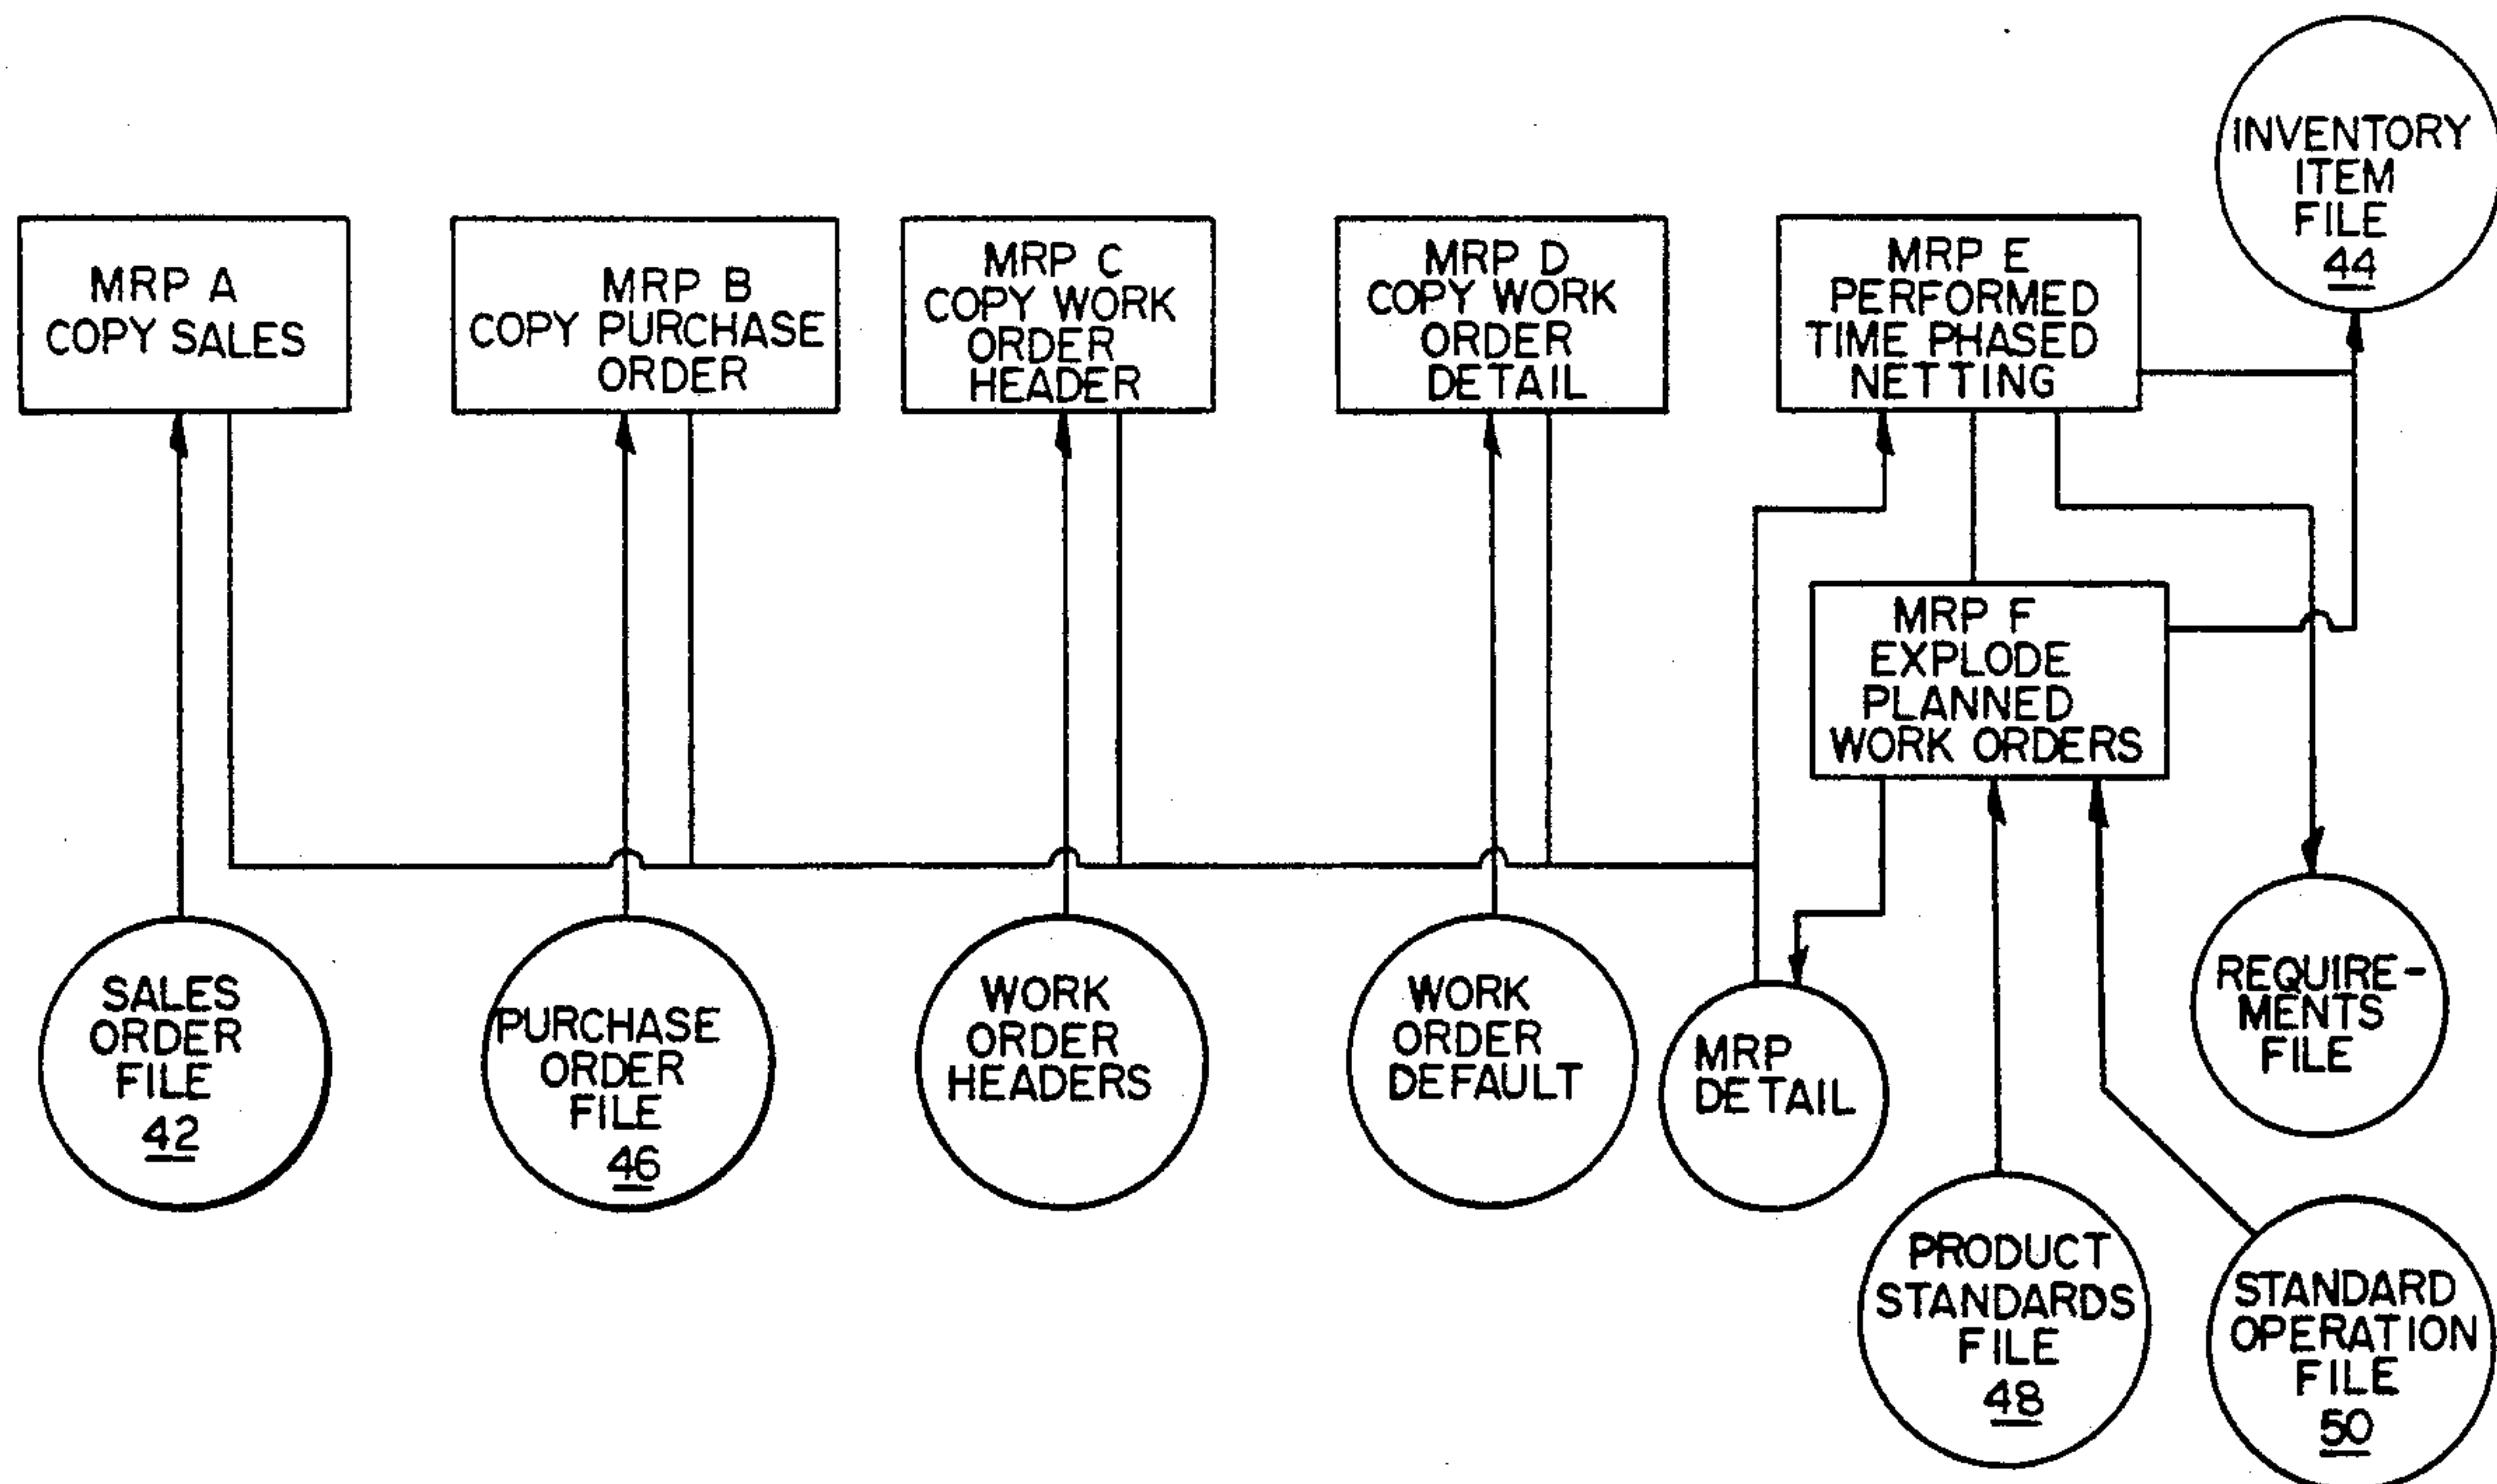 MRP A
COPY SALES
MRP B
COPY PURCHASE
ORDER
MRP C
COPY WORK
ORDER
HEADER
MRP D
COPY WORK
ORDER
DETAIL
MRP E
PERFORMED
TIME PHASED
NETTING
INVENTORY
ITEM
FILE
44
MRP F
EXPLODE
PLANNED
WORK ORDERS
SALES
ORDER
FILE
42
PURCHASE
ORDER
FILE
46
WORK
ORDER
HEADERS
WORK
ORDER
DEFAULT
MRP
DETAIL
REQUIRE-
MENTS
FILE
PRODUCT
STANDARDS
FILE
48
STANDARD
OPERATION
FILE
50